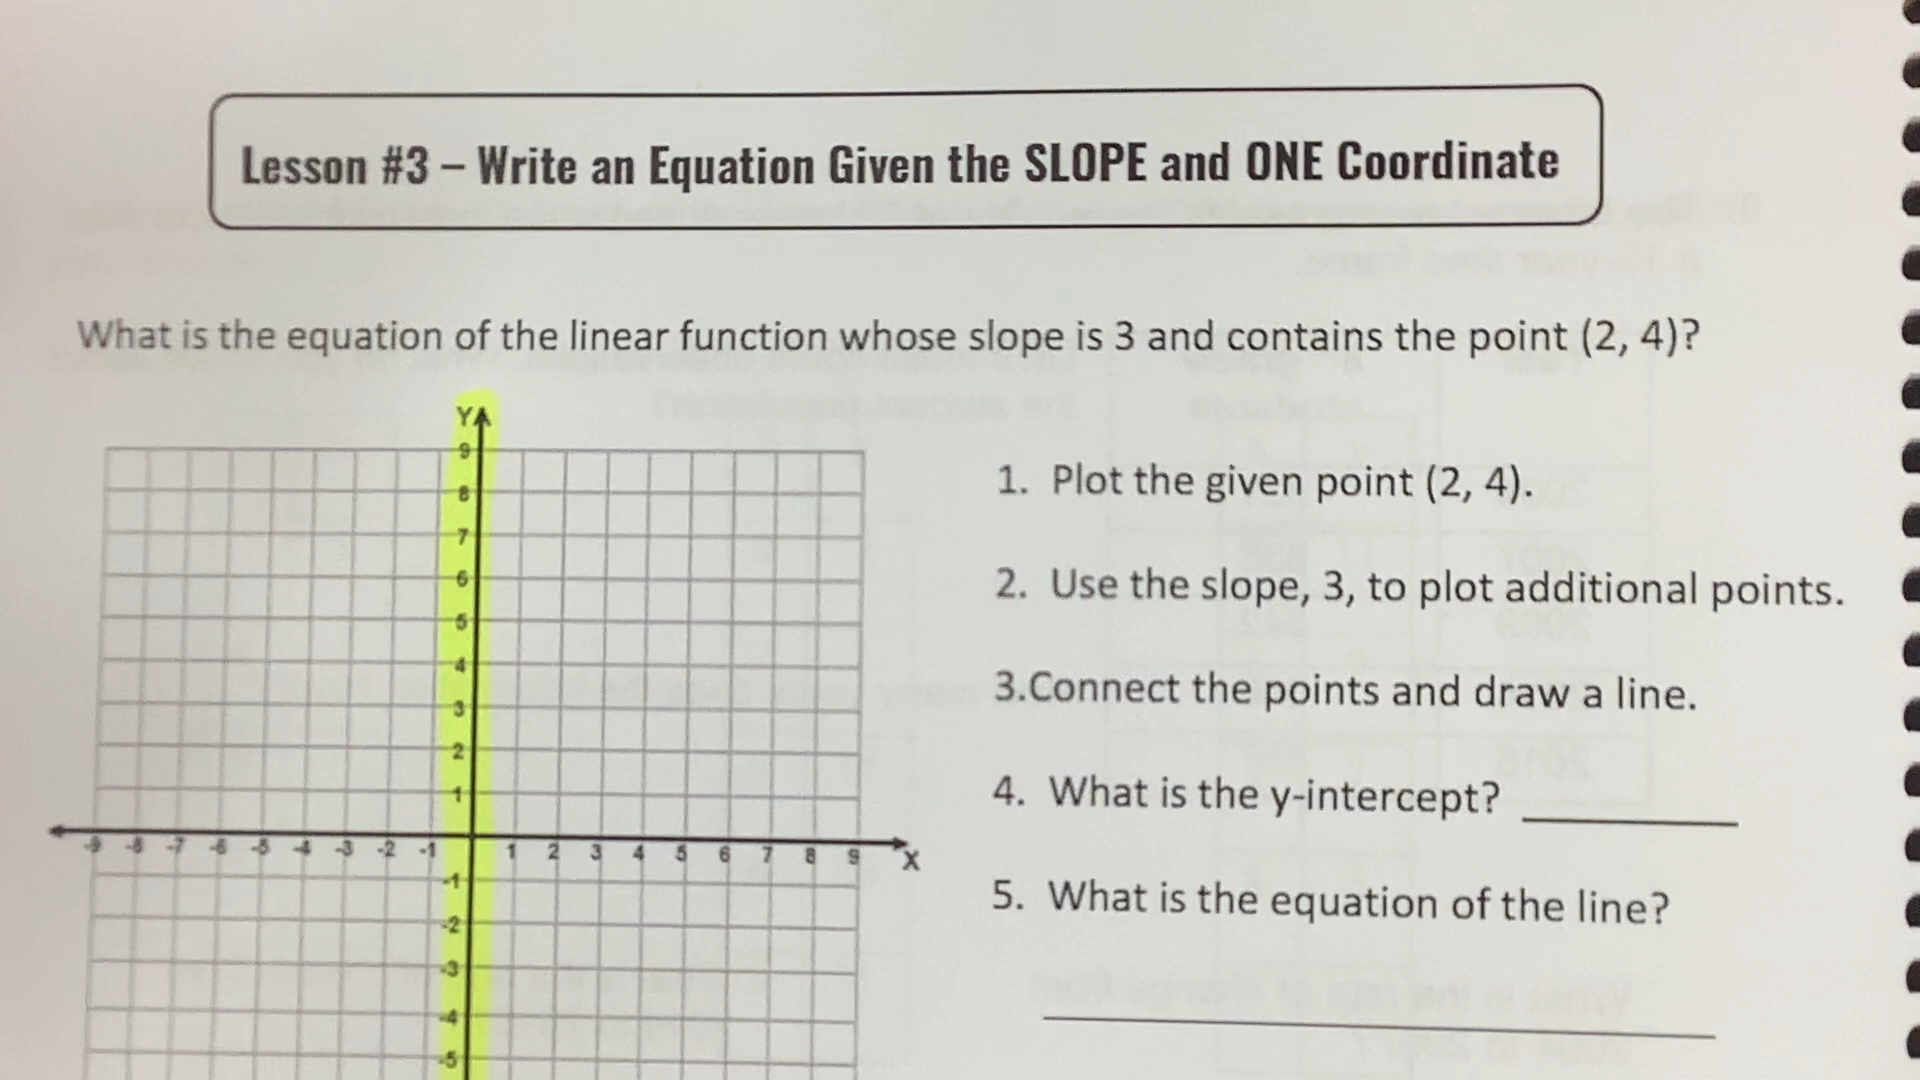 Lesson #3 – Write an Equation Given the SLOPE and ONE Coordinate
What is the equation of the linear function whose slope is 3 and contains the point (2, 4)?
Y
9
8
7
6
5
4
3
2
1
-9 -8 -7 -6 -5 -4 -3 -2 -1 1 2 3 4 5 6 7 8 9 X
-1
-2
-3
-4
-5
1. Plot the given point (2, 4).
2. Use the slope, 3, to plot additional points.
3.Connect the points and draw a line.
4. What is the y-intercept?
5. What is the equation of the line?